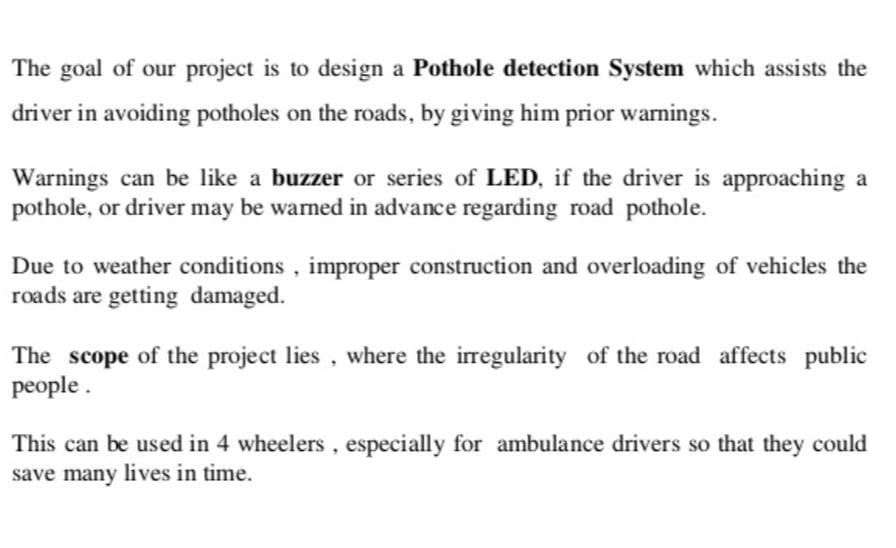 The goal of our project is to design a Pothole detection System which assists the
driver in avoiding potholes on the roads, by giving him prior warnings.
Warnings can be like a buzzer or series of LED, if the driver is approaching a
pothole, or driver may be warned in advance regarding road pothole.
Due to weather conditions , improper construction and overloading of vehicles the
roads are getting damaged.
The scope of the project lies , where the irregularity of the road affects public
people .
This can be used in 4 wheelers , especially for ambulance drivers so that they could
save many lives in time.